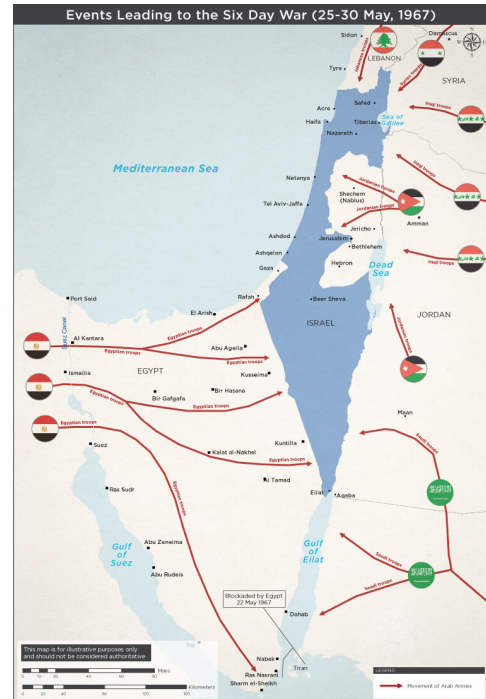 Events Leading to the Six Day War (25-30 May, 1967)
Sidon
Damascus
N
W
E
S
LEBANON
Lebanese troops
Syrian troops
SYRIA
Tyre
Iraqi troops
Safed
Acre
Sea of
Galilee
Haifa
Tiberias
Nazareth
Mediterranean Sea
Iraqi troops
Netanya
Jordanian troops
Shechem
(Nablus)
Tel Aviv-Jaffa
Jordanian troops
Amman
Jericho
Ashdod
Jerusalem
Bethlehem
Ashqelon
Hebron
Dead
Sea
Iraqi troops
Gaza
Rafah
Port Said
Beer Sheva
El Arish
ISRAEL
JORDAN
Suez Canal
Al Kantara
Egyptian troops
Egyptian troops
Jordanian troops
Abu Ageila
Egyptian troops
Ismailia
EGYPT
Kusseima
Bir Gafgafa
Bir Hasana
Egyptian troops
Egyptian troops
Maan
Suez
Kuntilla
Saudi troops
Kalat al-Nakhel
Egyptian troops
Al Tamad
Ras Sudr
Egyptian troops
Eilat
Aqaba
Gulf
of
Suez
Abu Zeneima
Gulf
of
Eilat
Saudi troops
Abu Rudeis
Saudi troops
Blockaded by Egypt
22 May 1967
Dahab
This map is for illustrative purposes only
and should not be considered authoritative
Tor
Nabek
Tiran
Ras Nasrani
Sharm el-Sheikh
Miles
Kilometers
LEGEND
Movement of Arab Armies